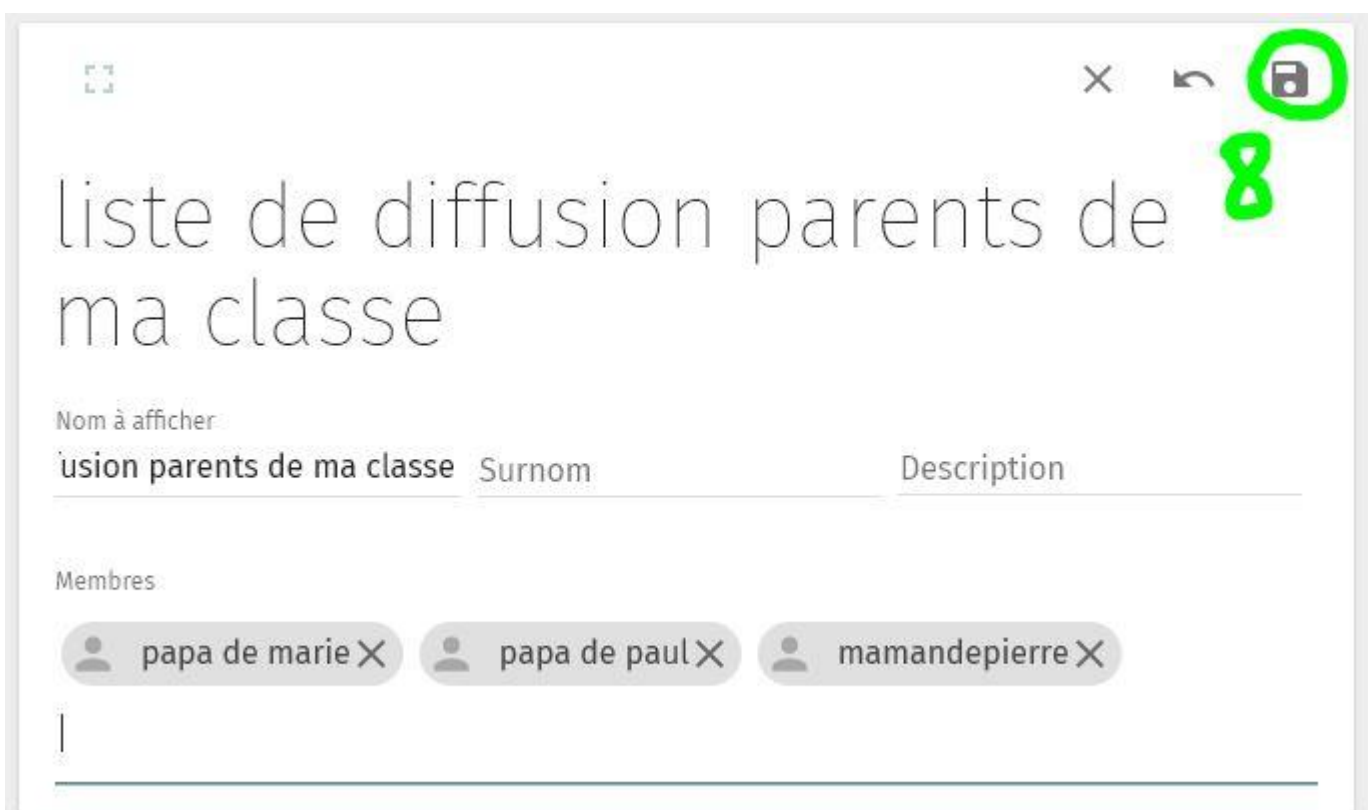 8
liste de diffusion parents de
ma classe
Nom à afficher
usion parents de ma classe Surnom Description
Membres
papa de marie papa de paul mamandepierre